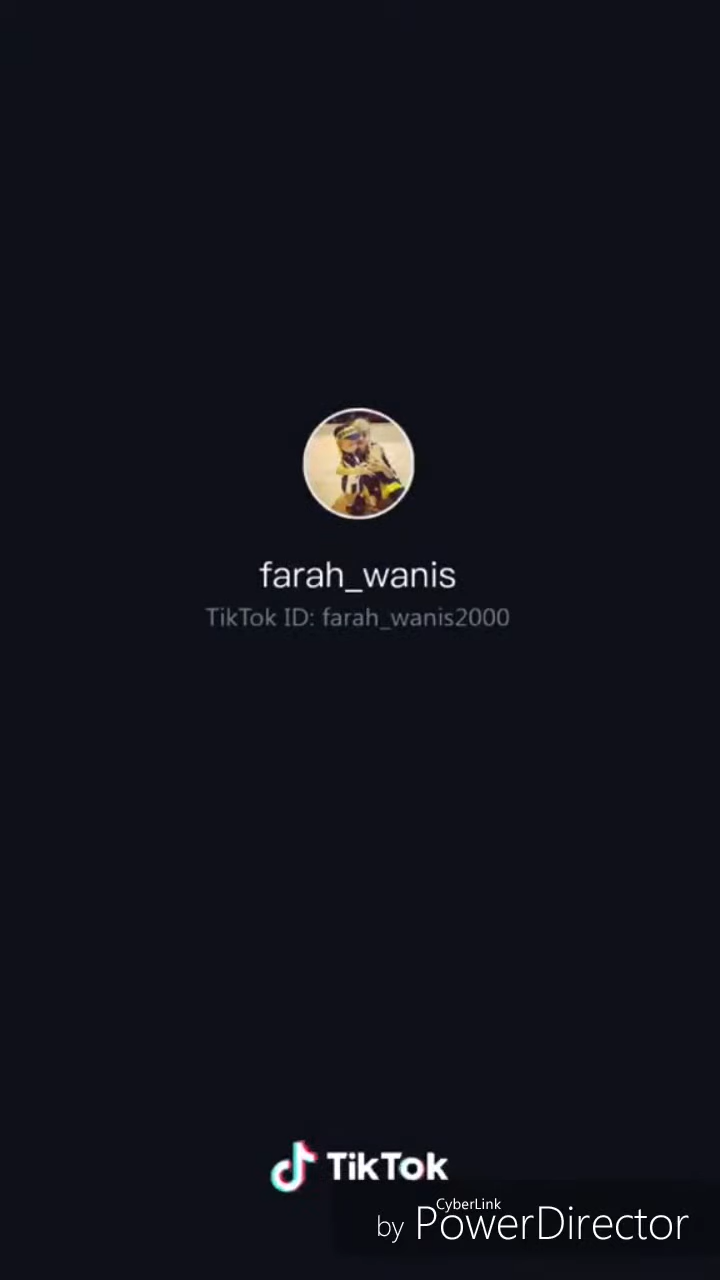 farah_wanis
TikTok ID: farah_wanis2000
TikTok
CyberLink
by PowerDirector